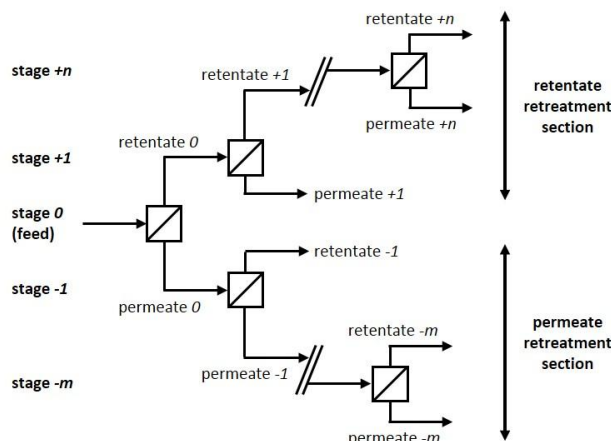 retentate +n
stage +n
retentate +1
retentate
retreatment
section
permeate +n
retentate 0
stage +1
permeate +1
stage 0
(feed)
retentate -1
stage -1
permeate 0
retentate -m
permeate
retreatment
section
permeate -1
stage -m
permeate -m